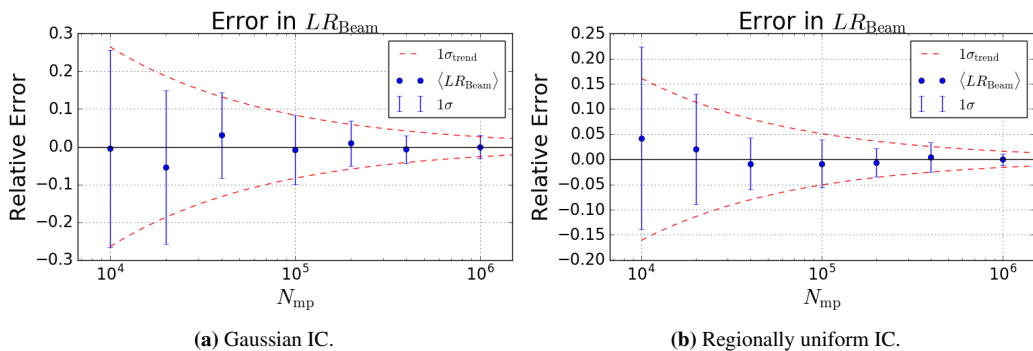 Error in LR_Beam
Relative Error
0.3
0.2
0.1
0.0
−0.1
−0.2
−0.3
10^4
10^5
10^6
N_mp
1σ_trend
⟨LR_Beam⟩
1σ
(a) Gaussian IC.
Error in LR_Beam
Relative Error
0.25
0.20
0.15
0.10
0.05
0.00
−0.05
−0.10
−0.15
−0.20
10^4
10^5
10^6
N_mp
1σ_trend
⟨LR_Beam⟩
1σ
(b) Regionally uniform IC.